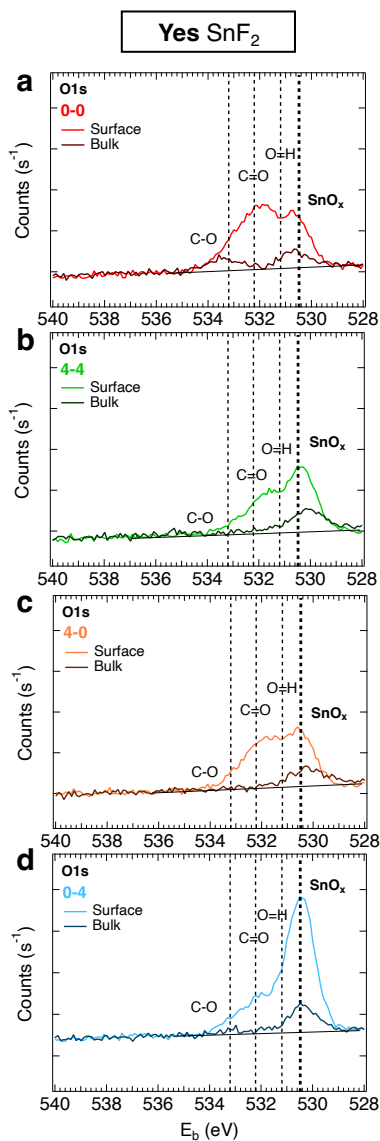 Yes SnF₂
a
O1s
0-0
Surface
Bulk
C-O
C=O
O=H
SnOₓ
Counts (s⁻¹)
540 538 536 534 532 530 528
b
O1s
4-4
Surface
Bulk
C-O
C=O
O=H
SnOₓ
Counts (s⁻¹)
540 538 536 534 532 530 528
c
O1s
4-0
Surface
Bulk
C-O
C=O
O=H
SnOₓ
Counts (s⁻¹)
540 538 536 534 532 530 528
d
O1s
0-4
Surface
Bulk
C-O
C=O
O=H
SnOₓ
Counts (s⁻¹)
540 538 536 534 532 530 528
E_b (eV)